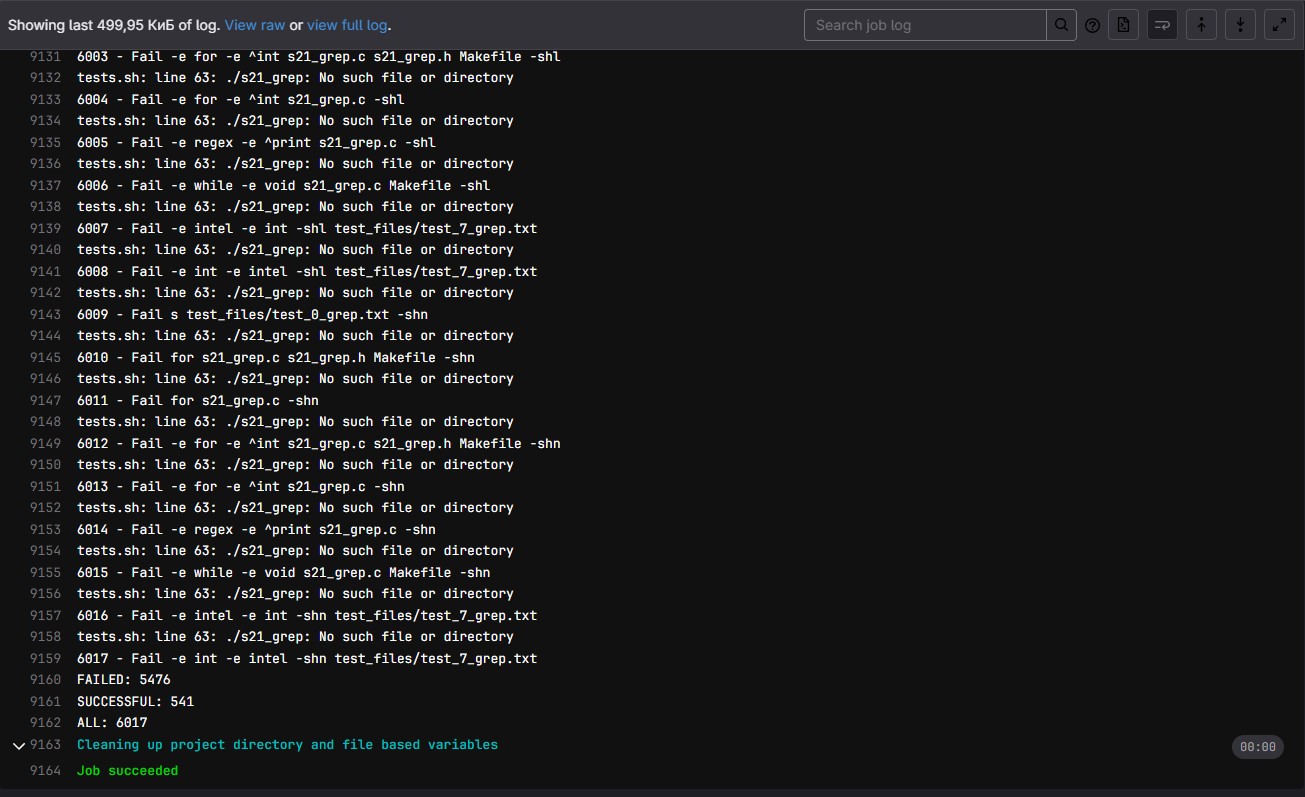 Showing last 499,95 КиБ of log. View raw or view full log.
Search job log
9131 6003 - Fail -e for -e ^int s21_grep.c s21_grep.h Makefile -shl
9132 tests.sh: line 63: ./s21_grep: No such file or directory
9133 6004 - Fail -e for -e ^int s21_grep.c -shl
9134 tests.sh: line 63: ./s21_grep: No such file or directory
9135 6005 - Fail -e regex -e ^print s21_grep.c -shl
9136 tests.sh: line 63: ./s21_grep: No such file or directory
9137 6006 - Fail -e while -e void s21_grep.c Makefile -shl
9138 tests.sh: line 63: ./s21_grep: No such file or directory
9139 6007 - Fail -e intel -e int -shl test_files/test_7_grep.txt
9140 tests.sh: line 63: ./s21_grep: No such file or directory
9141 6008 - Fail -e int -e intel -shl test_files/test_7_grep.txt
9142 tests.sh: line 63: ./s21_grep: No such file or directory
9143 6009 - Fail s test_files/test_0_grep.txt -shn
9144 tests.sh: line 63: ./s21_grep: No such file or directory
9145 6010 - Fail for s21_grep.c s21_grep.h Makefile -shn
9146 tests.sh: line 63: ./s21_grep: No such file or directory
9147 6011 - Fail for s21_grep.c -shn
9148 tests.sh: line 63: ./s21_grep: No such file or directory
9149 6012 - Fail -e for -e ^int s21_grep.c s21_grep.h Makefile -shn
9150 tests.sh: line 63: ./s21_grep: No such file or directory
9151 6013 - Fail -e for -e ^int s21_grep.c -shn
9152 tests.sh: line 63: ./s21_grep: No such file or directory
9153 6014 - Fail -e regex -e ^print s21_grep.c -shn
9154 tests.sh: line 63: ./s21_grep: No such file or directory
9155 6015 - Fail -e while -e void s21_grep.c Makefile -shn
9156 tests.sh: line 63: ./s21_grep: No such file or directory
9157 6016 - Fail -e intel -e int -shn test_files/test_7_grep.txt
9158 tests.sh: line 63: ./s21_grep: No such file or directory
9159 6017 - Fail -e int -e intel -shn test_files/test_7_grep.txt
9160 FAILED: 5476
9161 SUCCESSFUL: 541
9162 ALL: 6017
9163 Cleaning up project directory and file based variables 00:00
9164 Job succeeded